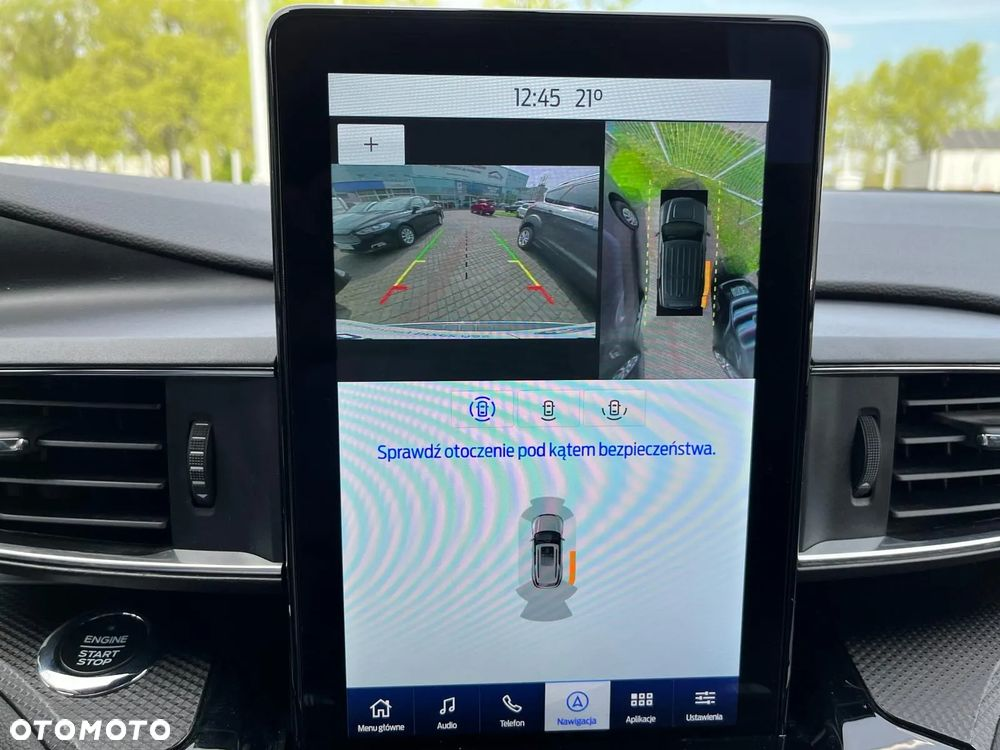 12:45 21º
+
Sprawdź otoczenie pod kątem bezpieczeństwa.
ENGINE
START
STOP
Menu główne
Audio
Telefon
Nawigacja
Aplikacje
Ustawienia
OTOMOTO